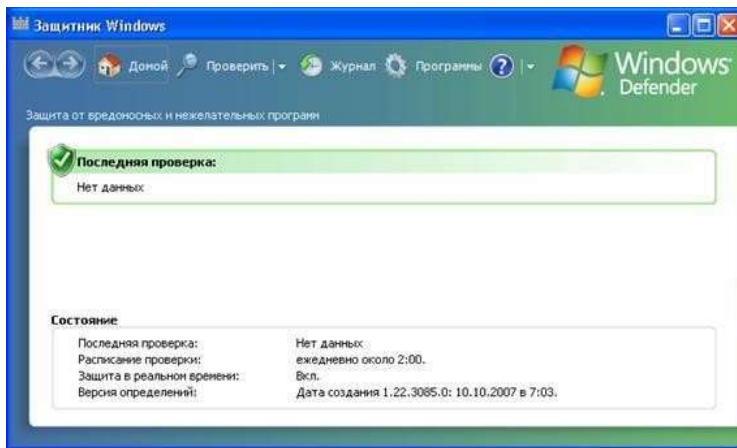 Защитник Windows
Домой Проверить Журнал Программы ?
Windows
Defender
Защита от вредоносных и нежелательных программ
Последняя проверка:
Нет данных
Состояние
Последняя проверка: Нет данных
Расписание проверки: ежедневно около 2:00.
Защита в реальном времени: Вкл.
Версия определений: Дата создания 1.22.3085.0: 10.10.2007 в 7:03.